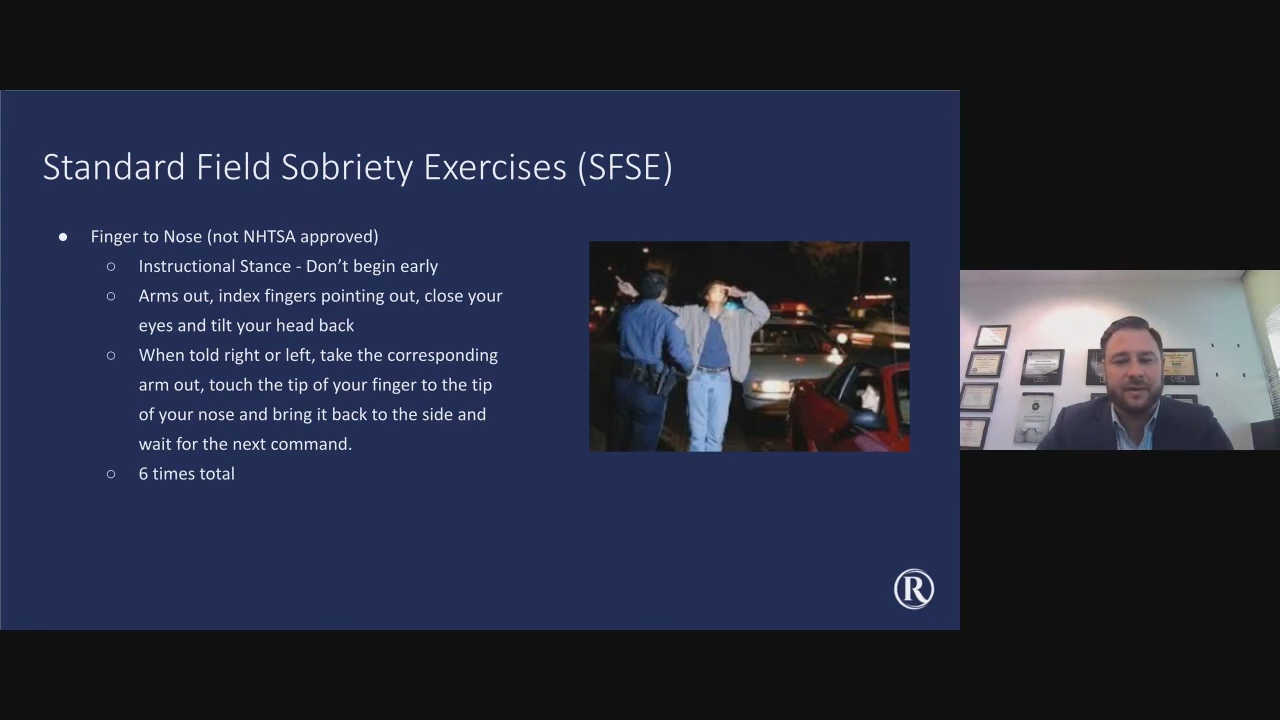 Standard Field Sobriety Exercises (SFSE)
● Finger to Nose (not NHTSA approved)
○ Instructional Stance - Don’t begin early
○ Arms out, index fingers pointing out, close your
eyes and tilt your head back
○ When told right or left, take the corresponding
arm out, touch the tip of your finger to the tip
of your nose and bring it back to the side and
wait for the next command.
○ 6 times total
R